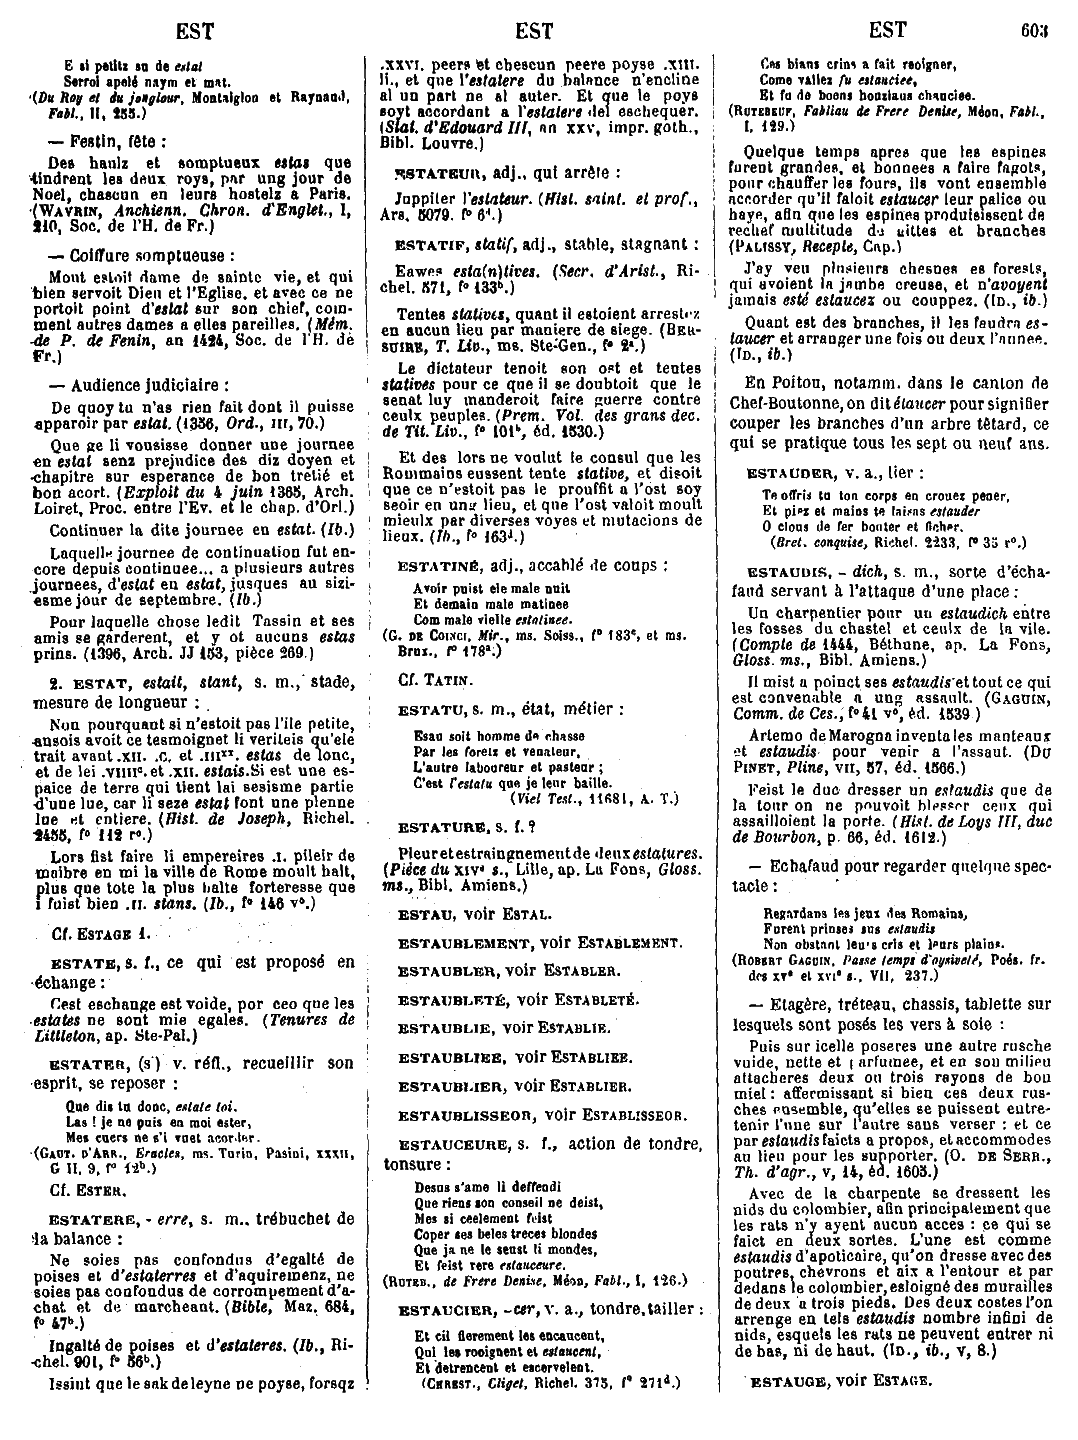 EST
EST
EST 603
E si petitz sn de estat
Serroi apelé naym et mat.
(Du Roy et du jongleur, Montaiglon et Raynaud,
Fabl., II, 255.)
— Festin, fête :
Des haulz et somptueux estas que
tindrent les deux roys, par ung jour de
Noel, chascun en leurs hostelz a Paris.
(WAVRIN, Anchienn. Chron. d'Englet., I,
210, Soc. de l'H. de Fr.)
— Coiffure somptueuse :
Mout estoit dame de sainte vie, et qui
bien servoit Dieu et l'Eglise, et avec ce ne
portoit point d'estat sur son chief, com-
ment autres dames a elles pareilles. (Mém.
de P. de Fenin, an 1424, Soc. de l'H. de
Fr.)
— Audience judiciaire :
De quoy tu n'as rien fait dont il puisse
apparoir par estat. (1356, Ord., III, 70.)
Que ge li vousisse donner une journee
en estat senz prejudice des diz doyen et
chapitre sur esperance de bon tretié et
bon acort. (Exploit du 4 juin 1365, Arch.
Loiret, Proc. entre l'Ev. et le chap. d'Orl.)
Continuer la dite journee en estat. (Ib.)
Laquelle journee de continuation fut en-
core depuis continuee... a plusieurs autres
journees, d'estat en estat, jusques au sizi-
esme jour de septembre. (Ib.)
Pour laquelle chose ledit Tassin et ses
amis se garderent, et y ot aucuns estas
prins. (1396, Arch. JJ 153, pièce 269.)
2. ESTAT, estait, stant, s. m., stade,
mesure de longueur :
Non pourquant si n'estoit pas l'ile petite,
ansois avoit ce tesmoignet li veriteis qu'ele
trait avant .XII. .C. et .IIIxx. estas de lonc,
et de lei .VIIIIc. et .XII. estais. Si est une es-
paice de terre qui tient lai sesisme partie
d'une lue, car li seze estat font une plenne
lue et entiere. (Hist. de Joseph, Richel.
2455, f° 112 r°.)
Lors fist faire li empereires .I. pileir de
maibre en mi la ville de Rome moult halt,
plus que tote la plus halte forteresse que
i fuist bien .II. stans. (Ib., f° 146 v°.)
Cf. ESTAGE 1.
ESTATE, s. f., ce qui est proposé en
échange :
Cest eschange est voide, por ceo que les
estates ne sont mie egales. (Tenures de
Littleton, ap. Ste-Pal.)
ESTATER, (s') v. réfl., recueillir son
esprit, se reposer :
Que dis tu donc, estate toi.
Las ! je ne puis en moi ester,
Mes cuers ne s'i vuet acorder.
(GAUT. D'ARR., Eracles, ms. Turin, Pasini, XXXII,
G II, 9, f° 12b.)
Cf. ESTER.
ESTATERE, - erre, s. m., trébuchet de
la balance :
Ne soies pas confondus d'egalté de
poises et d'estaterres et d'aquiremenz, ne
soies pas confondus de corrompement d'a-
chat et de marcheant. (Bible, Maz. 684,
f° 47b.)
Ingalté de poises et d'estateres. (Ib., Ri-
chel. 901, f° 56b.)
Issint que le sak de leyne ne poyse, forsqz
.XXVI. peers et chescun peere poyse .XIII.
li., et que l'estatere du balance n'encline
al un part ne al auter. Et que le poys
soyt accordant a l'estatere del eschequer.
(Stat. d'Edouard III, an XXV, impr. goth.,
Bibl. Louvre.)
ESTATEUR, adj., qui arrête :
Juppiter l'estateur. (Hist. saint. et prof.,
Ars. 5079. f° 6d.)
ESTATIF, statif, adj., stable, stagnant :
Eawes esta(n)tives. (Secr. d'Arist., Ri-
chel. 571, f° 133b.)
Tentes stalives, quant il estoient arrestez
en aucun lieu par maniere de siege. (BER-
SUIRE, T. Liv., ms. Ste-Gen., f° 2a.)
Le dictateur tenoit son ost et tentes
statives pour ce que il se doubtoit que le
senat luy manderoit faire guerre contre
ceulx peuples. (Prem. Vol. des grans dec.
de Tit. Liv., f° 101b, éd. 1530.)
Et des lors ne voulut le consul que les
Rommains eussent tente stative, et disoit
que ce n'estoit pas le prouffit a l'ost soy
seoir en ung lieu, et que l'ost valoit moult
mieulx par diverses voyes et mutacions de
lieux. (Ib., f° 163d.)
ESTATINÉ, adj., accablé de coups :
Avoir puist ele male nuit
Et demain male matinee
Com male vielle estatinee.
(G. DE COINCI, Mir., ms. Soiss., f° 183c, et ms.
Brux., f° 178a.)
Cf. TATIN.
ESTATU, s. m., état, métier :
Esau soit homme de chasse
Par les foretz et venateur,
L'autre laboureur et pasteur ;
C'est l'estatu que je leur baille.
(Viel Test., 11681, A. T.)
ESTATURE, s. f. ?
Pleur et estraingnement de deux estatures.
(Pièce du XIVe s., Lille, ap. La Fons, Gloss.
ms., Bibl. Amiens.)
ESTAU, voir ESTAL.
ESTAUBLEMENT, voir ESTABLEMENT.
ESTAUBLER, voir ESTABLER.
ESTAUBLETÉ, voir ESTABLETÉ.
ESTAUBLIE, voir ESTABLIE.
ESTAUBLIEE, voir ESTABLIEE.
ESTAUBLIER, voir ESTABLIER.
ESTAUBLISSEOR, voir ESTABLISSEOR.
ESTAUCEURE, s. f., action de tondre,
tonsure :
Desus s'ame li deffendi
Que riens son conseil ne deist,
Mes si ceelement feist
Coper ses beles treces blondes
Que ja ne le seust li mondes,
Et feist rere estauceure.
(RUTEB., de Frere Denise, Méon, Fabl., I, 126.)
ESTAUCIER, -cer, v. a., tondre, tailler :
Et cil fierement les encaucent,
Qui les rooignent et estaucent,
Et detrencent et escervelent.
(CHREST., Cliget, Richel. 375, f° 271d.)
Ces blans crins a fait rooigner,
Come vallez fu estauciee,
Et fu de boens houziaus chauciee.
(RUTEBEUF, Fabliau de Frere Denise, Méon, Fabl.,
I, 129.)
Quelque temps apres que les espines
furent grandes, et bonnees a faire fagots,
pour chauffer les fours, ils vont ensemble
accorder qu'il faloit estaucer leur palice ou
haye, afin que les espines produisissent de
rechef multitude de gittes et branches
(PALISSY, Recepte, Cap.)
J'ay veu plusieurs chesnes es forests,
qui avoient la jambe creuse, et n'avoyent
jamais esté estaucez ou couppez. (ID., ib.)
Quant est des branches, il les faudra es-
taucer et arranger une fois ou deux l'annee.
(ID., ib.)
En Poitou, notamm. dans le canton de
Chef-Boutonne, on dit étaucer pour signifier
couper les branches d'un arbre têtard, ce
qui se pratique tous les sept ou neuf ans.
ESTAUDER, v. a., lier :
Te offris ta ton corps en crouez pener,
Et piez et mains te laisas estauder
O clous de fer bouter et ficher.
(Bret. conquise, Richel. 2233, f° 35 r°.)
ESTAUDIS, - dich, s. m., sorte d'écha-
faud servant à l'attaque d'une place :
Un charpentier pour un estaudich entre
les fosses du chastel et ceulx de la vile.
(Compte de 1444, Béthune, ap. La Fons,
Gloss. ms., Bibl. Amiens.)
Il mist a poinct ses estaudis et tout ce qui
est convenable a ung assault. (GAGUIN,
Comm. de Ces., f° 41 v°, éd. 1539.)
Artemo de Marogna inventa les manteaux
et estaudis pour venir a l'assaut. (DU
PINET, Pline, VII, 57, éd. 1566.)
Feist le duc dresser un estaudis que de
la tour on ne pouvoit blesser ceux qui
assailloient la porte. (Hist. de Loys III, duc
de Bourbon, p. 66, éd. 1612.)
— Echafaud pour regarder quelque spec-
tacle :
Regardans les jeux des Romains,
Furent prinses sus estaudis
Non obstant leurs cris et leurs plains.
(ROBERT GAGUIN, Passe temps d'oysiveté, Poés. fr.
des XVe et XVIe s., VII, 237.)
— Etagère, tréteau, chassis, tablette sur
lesquels sont posés les vers à soie :
Puis sur icelle poseres une autre rusche
vuide, nette et parfumee, et en son milieu
attacheres deux ou trois rayons de bon
miel : affermissant si bien ces deux rus-
ches ensemble, qu'elles se puissent entre-
tenir l'une sur l'autre sans verser : et ce
par estaudis faicts a propos, et accommodes
au lieu pour les supporter. (O. DE SERR.,
Th. d'agr., V, 14, éd. 1605.)
Avec de la charpente se dressent les
nids du colombier, afin principalement que
les rats n'y ayent aucun acces : ce qui se
faict en deux sortes. L'une est comme
estaudis d'apoticaire, qu'on dresse avec des
poutres, chevrons et aix a l'entour et par
dedans le colombier, esloigné des murailles
de deux a trois pieds. Des deux costes l'on
arrenge en tels estaudis nombre infini de
nids, esquels les rats ne peuvent entrer ni
de bas, ni de haut. (ID., ib., V, 8.)
ESTAUGE, voir ESTAGE.